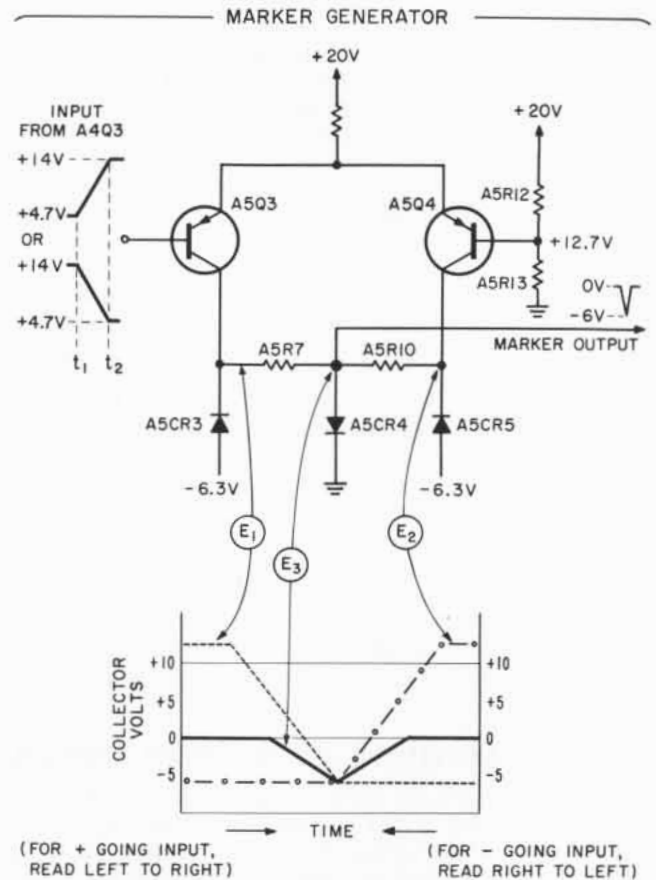 MARKER GENERATOR
+20V
INPUT
FROM A4Q3
+14V
+4.7V
OR
+14V
+4.7V
t1 t2
A5Q3
A5Q4
+20V
A5R12
+12.7V
A5R13
0V
-6V
MARKER OUTPUT
A5R7
A5R10
A5CR3
A5CR4
A5CR5
-6.3V
-6.3V
E1
E3
E2
COLLECTOR
VOLTS
+10
+5
0
-5
+10
+5
0
-5
TIME
(FOR + GOING INPUT,
READ LEFT TO RIGHT)
(FOR - GOING INPUT,
READ RIGHT TO LEFT)